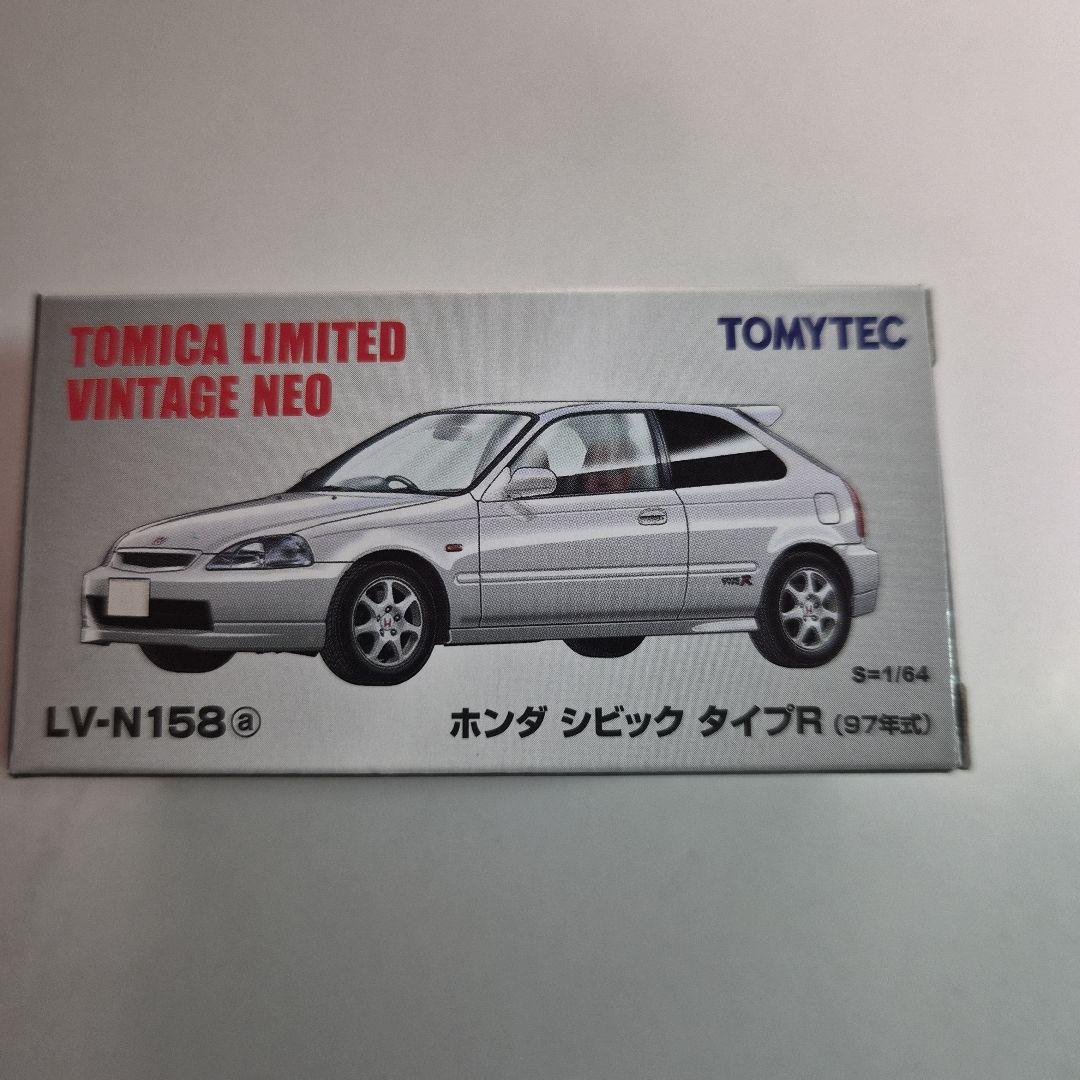 TOMICA LIMITED
VINTAGE NEO
TOMYTEC
TYPE R
S=1/64
LV-N158ⓐ
ホンダ シビック タイプR (97年式)